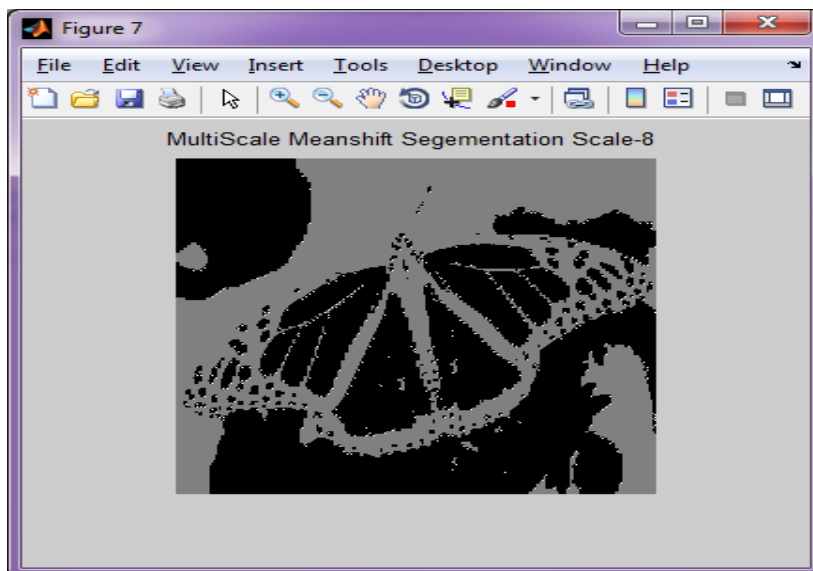 Figure 7
File Edit View Insert Tools Desktop Window Help
MultiScale Meanshift Segementation Scale-8